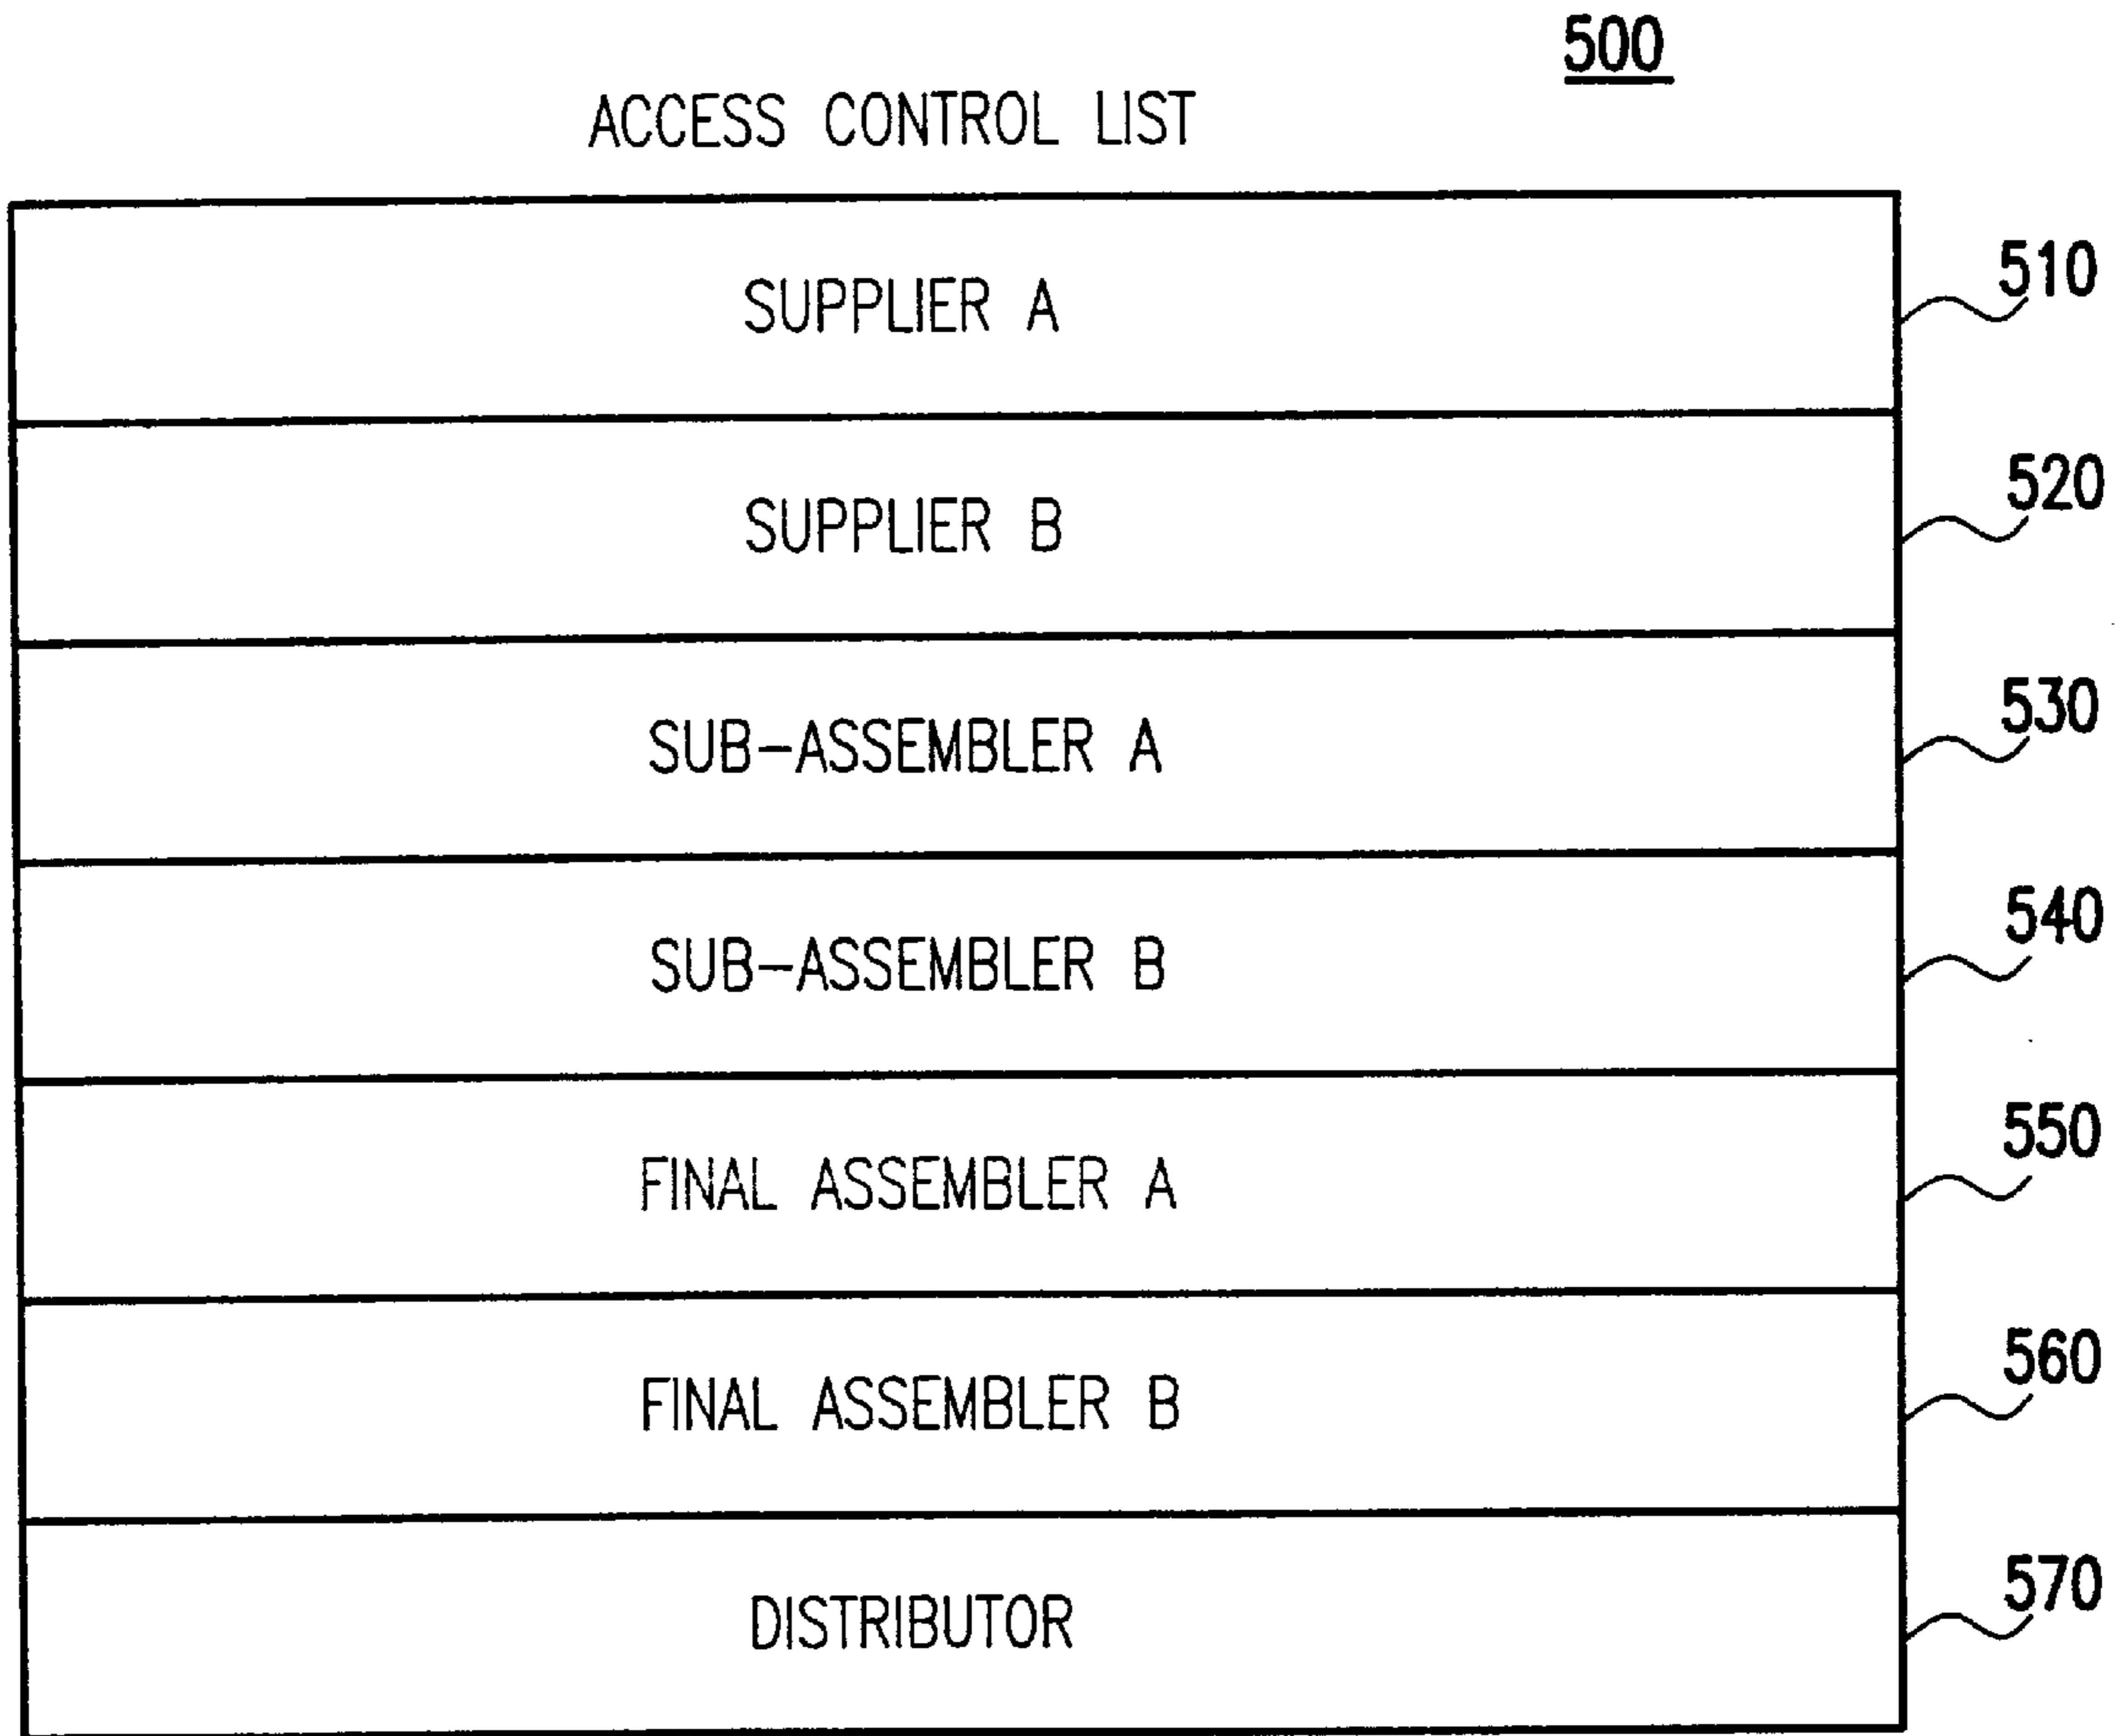 500
ACCESS CONTROL LIST
SUPPLIER A
510
SUPPLIER B
520
SUB-ASSEMBLER A
530
SUB-ASSEMBLER B
540
FINAL ASSEMBLER A
550
FINAL ASSEMBLER B
560
DISTRIBUTOR
570